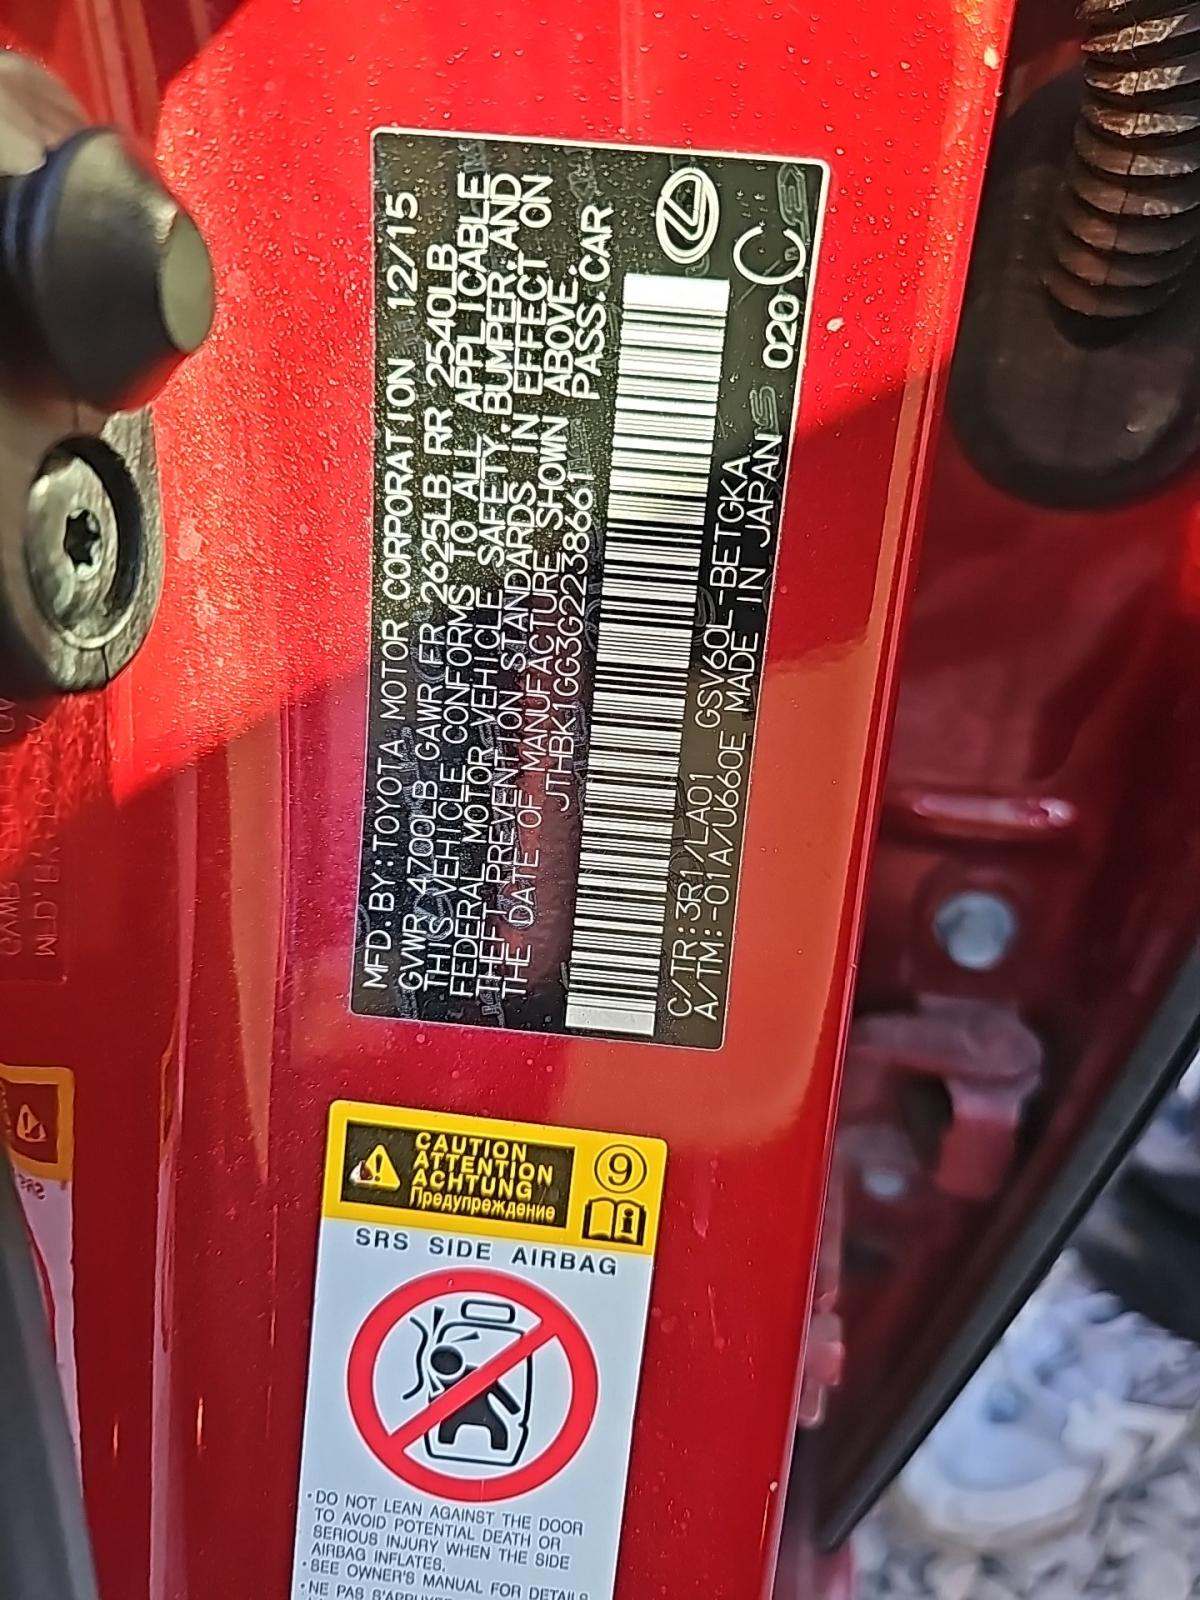 MFD.BY:TOYOTA MOTOR CORPORATION 12/15
GVWR 4700LB GAWR FR 2625LB RR 2540LB
THIS VEHICLE CONFORMS TO ALL APPLICABLE
FEDERAL MOTOR VEHICLE SAFETY, BUMPER, AND
THEFT PREVENTION STANDARDS IN EFFECT ON
THE DATE OF MANUFACTURE SHOWN ABOVE.
JTHBK1GG3G2238661 PASS.CAR
C/TR:3R1/LA01 GSV60L-BETGKA
A/TM:-01A/U660E MADE IN JAPAN
020 C
CAUTION
ATTENTION
ACHTUNG
Предупреждение
9
SRS SIDE AIRBAG
•DO NOT LEAN AGAINST THE DOOR
TO AVOID POTENTIAL DEATH OR
SERIOUS INJURY WHEN THE SIDE
AIRBAG INFLATES.
•SEE OWNER'S MANUAL FOR DETAILS
•NE PAS